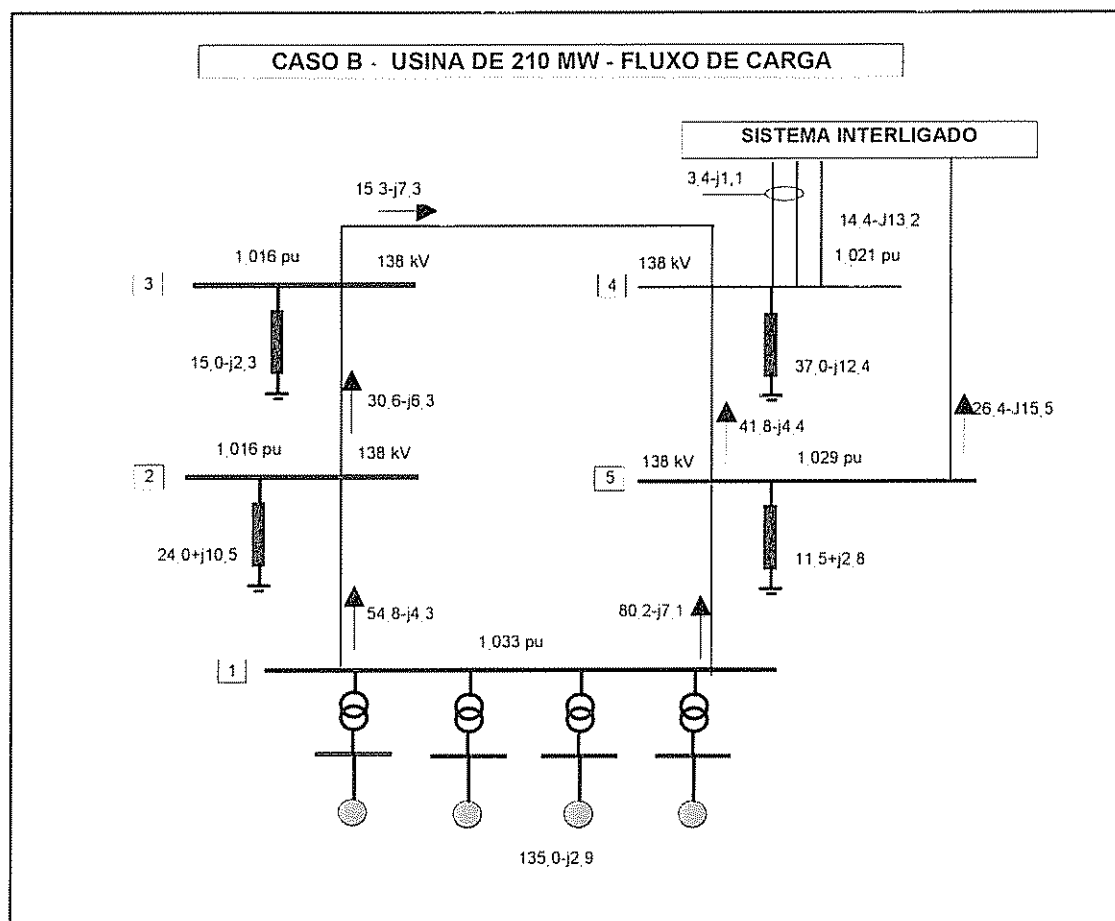 CASO B - USINA DE 210 MW - FLUXO DE CARGA
SISTEMA INTERLIGADO
15,3-j7,3
3,4-j1,1
14,4-J13,2
1,016 pu
138 kV
138 kV
1,021 pu
3
4
15,0-j2,3
37,0-j12,4
30,6-j6,3
41,8-j4,4
26,4-J15,5
1,016 pu
138 kV
138 kV
1,029 pu
2
5
24,0+j10,5
11,5+j2,8
54,8-j4,3
80,2-j7,1
1,033 pu
1
135,0-j2,9